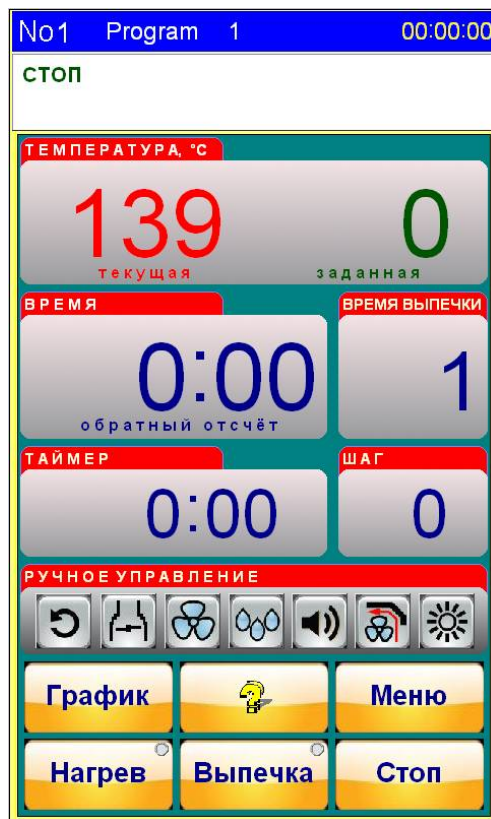 No1 Program 1 00:00:00
СТОП
ТЕМПЕРАТУРА, °С
139 0
текущая заданная
ВРЕМЯ ВРЕМЯ ВЫПЕЧКИ
0:00 1
обратный отсчёт
ТАЙМЕР ШАГ
0:00 0
РУЧНОЕ УПРАВЛЕНИЕ
График ? Меню
Нагрев Выпечка Стоп